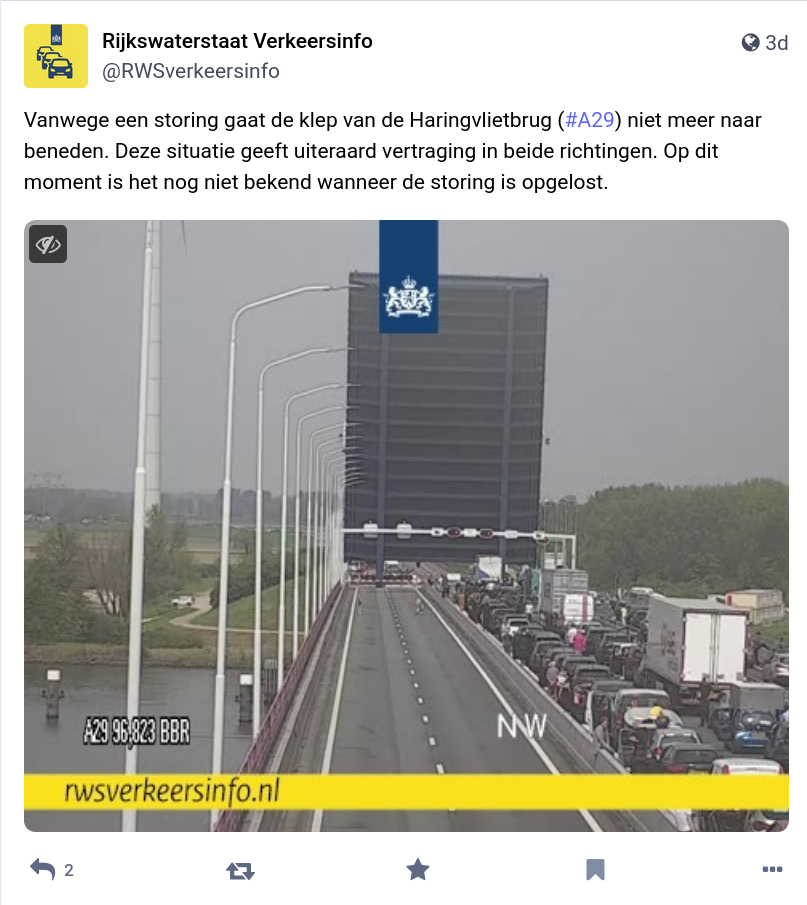 Rijkswaterstaat Verkeersinfo
3d
@RWSverkeersinfo
Vanwege een storing gaat de klep van de Haringvlietbrug (#A29) niet meer naar
beneden. Deze situatie geeft uiteraard vertraging in beide richtingen. Op dit
moment is het nog niet bekend wanneer de storing is opgelost.
A29 96,823 BBR
NW
rwsverkeersinfo.nl
2